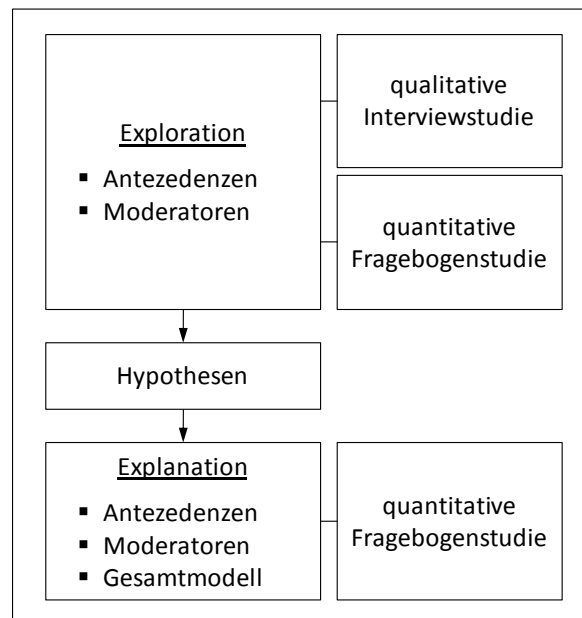 Exploration
▪ Antezedenzen
▪ Moderatoren
qualitative
Interviewstudie
quantitative
Fragebogenstudie
Hypothesen
Explanation
▪ Antezedenzen
▪ Moderatoren
▪ Gesamtmodell
quantitative
Fragebogenstudie